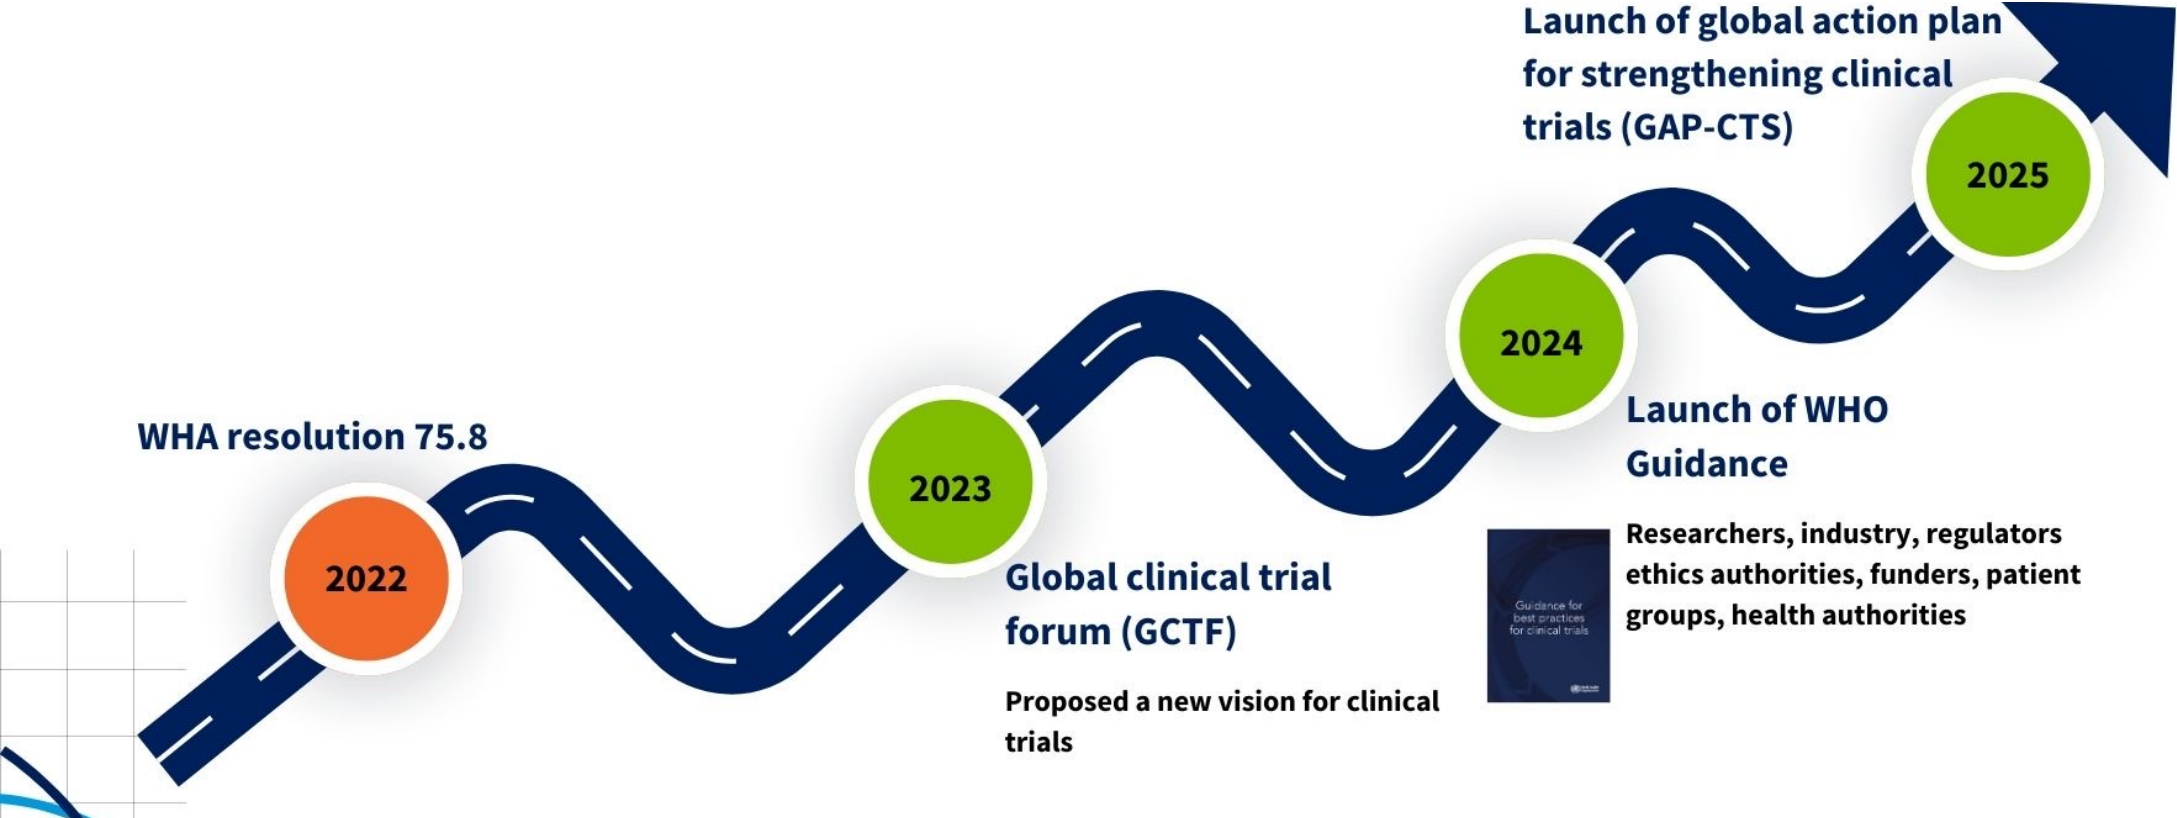 WHA resolution 75.8
2022
2023
Global clinical trial
forum (GCTF)
Proposed a new vision for clinical
trials
2024
Launch of WHO
Guidance
Researchers, industry, regulators
ethics authorities, funders, patient
groups, health authorities
Guidance for
best practices
for clinical trials
Launch of global action plan
for strengthening clinical
trials (GAP-CTS)
2025